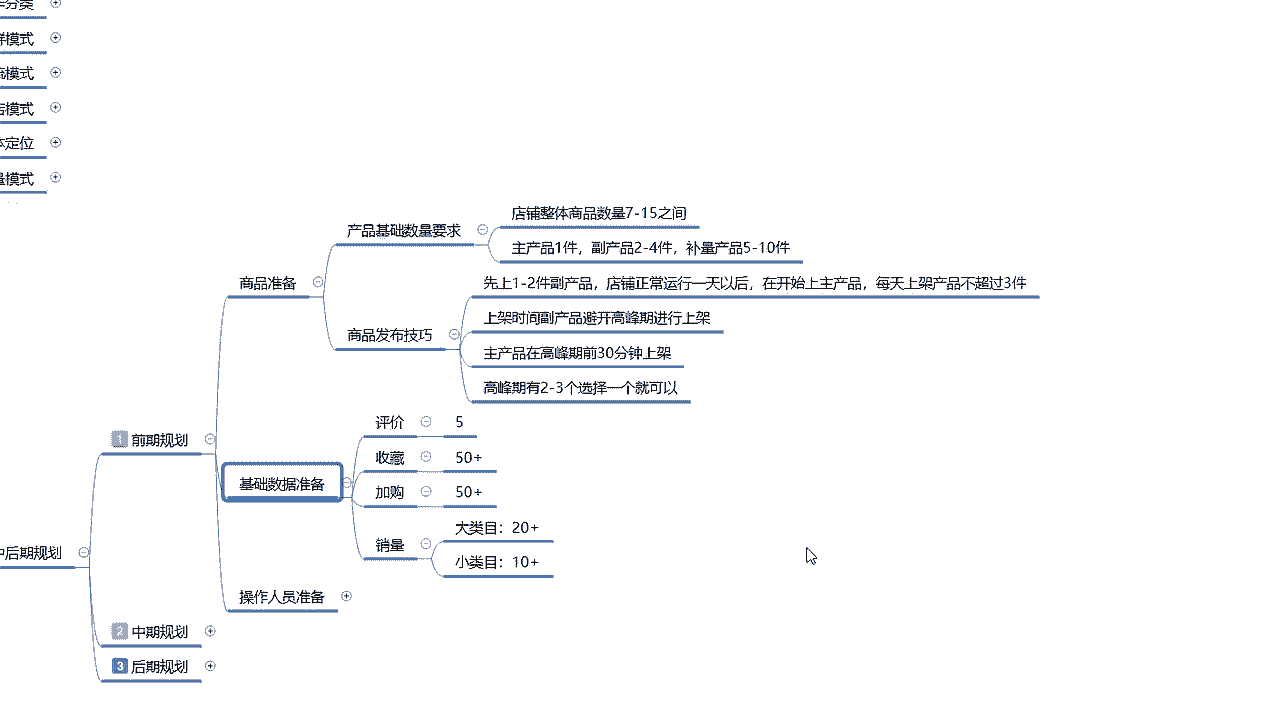 分类
模式
模式
模式
定位
模式
店铺整体商品数量7-15之间
产品基础数量要求
主产品1件，副产品2-4件，补量产品5-10件
商品准备
先上1-2件副产品，店铺正常运行一天以后，在开始上主产品，每天上架产品不超过3件
上架时间副产品避开高峰期进行上架
商品发布技巧
主产品在高峰期前30分钟上架
高峰期有2-3个选择一个就可以
评价 5
1 前期规划
收藏 50+
基础数据准备
加购 50+
大类目：20+
销量
小类目：10+
中后期规划
操作人员准备
2 中期规划
3 后期规划